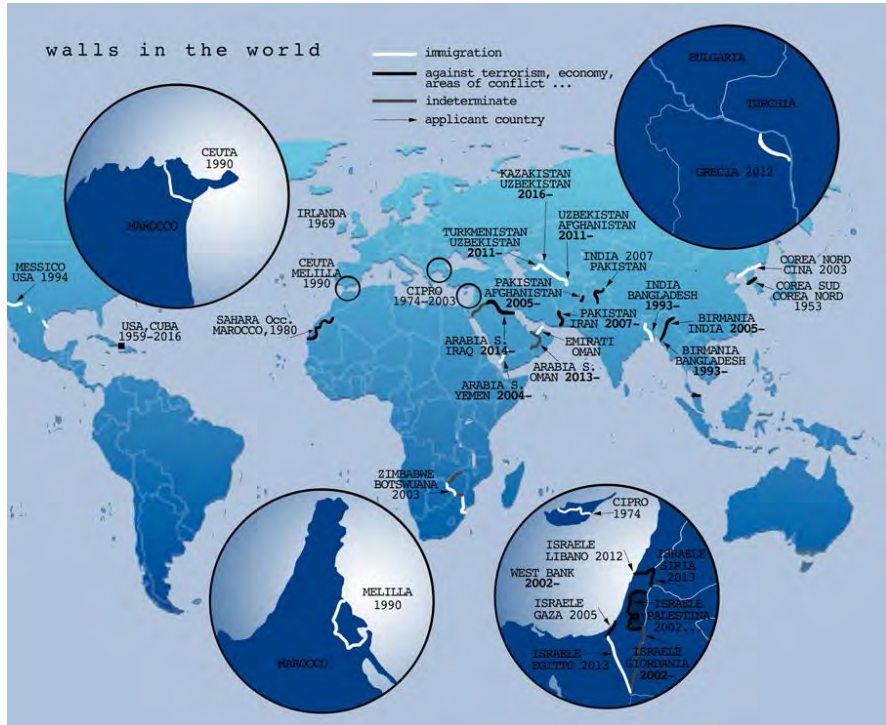 walls in the world
immigration
against terrorism, economy,
areas of conflict ...
indeterminate
applicant country
BULGARIA
TURCHIA
GRECIA 2012
CEUTA
1990
MAROCCO
KAZAKISTAN
UZBEKISTAN
2016-
IRLANDA
1969
UZBEKISTAN
AFGHANISTAN
2011-
TURKMENISTAN
UZBEKISTAN
2011-
INDIA 2007
PAKISTAN
COREA NORD
CINA 2003
MESSICO
USA 1994
CEUTA
MELILLA
1990
CIPRO
1974-2003
PAKISTAN
AFGHANISTAN
2005-
INDIA
BANGLADESH
1993-
COREA SUD
COREA NORD
1953
USA,CUBA
1959-2016
SAHARA Occ.
MAROCCO,1980
PAKISTAN
IRAN 2007-
BIRMANIA
INDIA 2005-
ARABIA S.
IRAQ 2014-
EMIRATI
OMAN
BIRMANIA
BANGLADESH
1993-
ARABIA S.
OMAN 2013-
ARABIA S.
YEMEN 2004-
ZIMBABWE
BOTSWUANA
2003
CIPRO
1974
ISRAELE
LIBANO 2012
ISRAELE
SIRIA
2013
WEST BANK
2002-
ISRAELE
GAZA 2005
ISRAELE
PALESTINA
2002...
ISRAELE
EGITTO 2013
ISRAELE
GIORDANIA
2002-
MELILLA
1990
MAROCCO